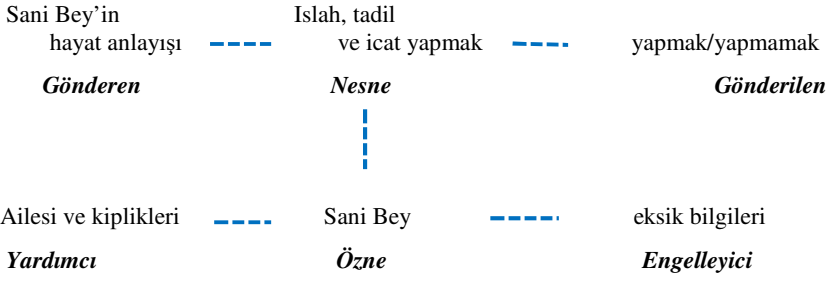 Sani Bey’in Islah, tadil
hayat anlayışı ve icat yapmak yapmak/yapmamak
Gönderen Nesne Gönderilen
Ailesi ve kiplikleri Sani Bey eksik bilgileri
Yardımcı Özne Engelleyici